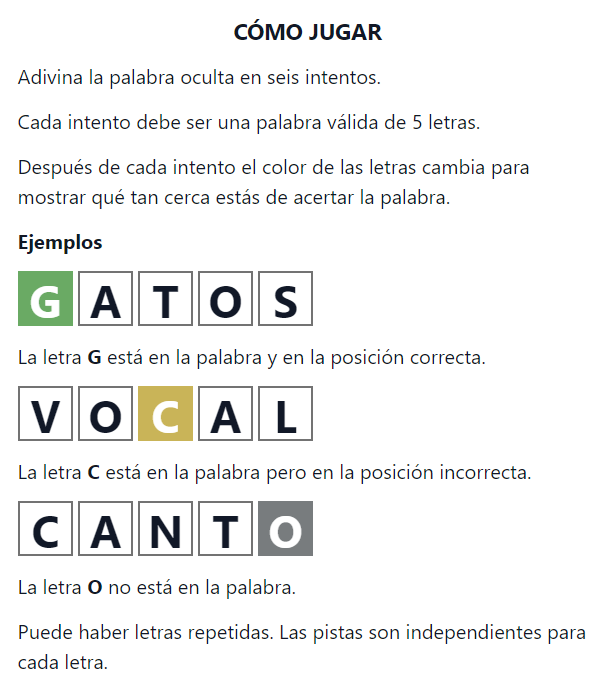 CÓMO JUGAR
Adivina la palabra oculta en seis intentos.
Cada intento debe ser una palabra válida de 5 letras.
Después de cada intento el color de las letras cambia para
mostrar qué tan cerca estás de acertar la palabra.
Ejemplos
GATOS
La letra G está en la palabra y en la posición correcta.
VOCAL
La letra C está en la palabra pero en la posición incorrecta.
CANTO
La letra O no está en la palabra.
Puede haber letras repetidas. Las pistas son independientes para
cada letra.